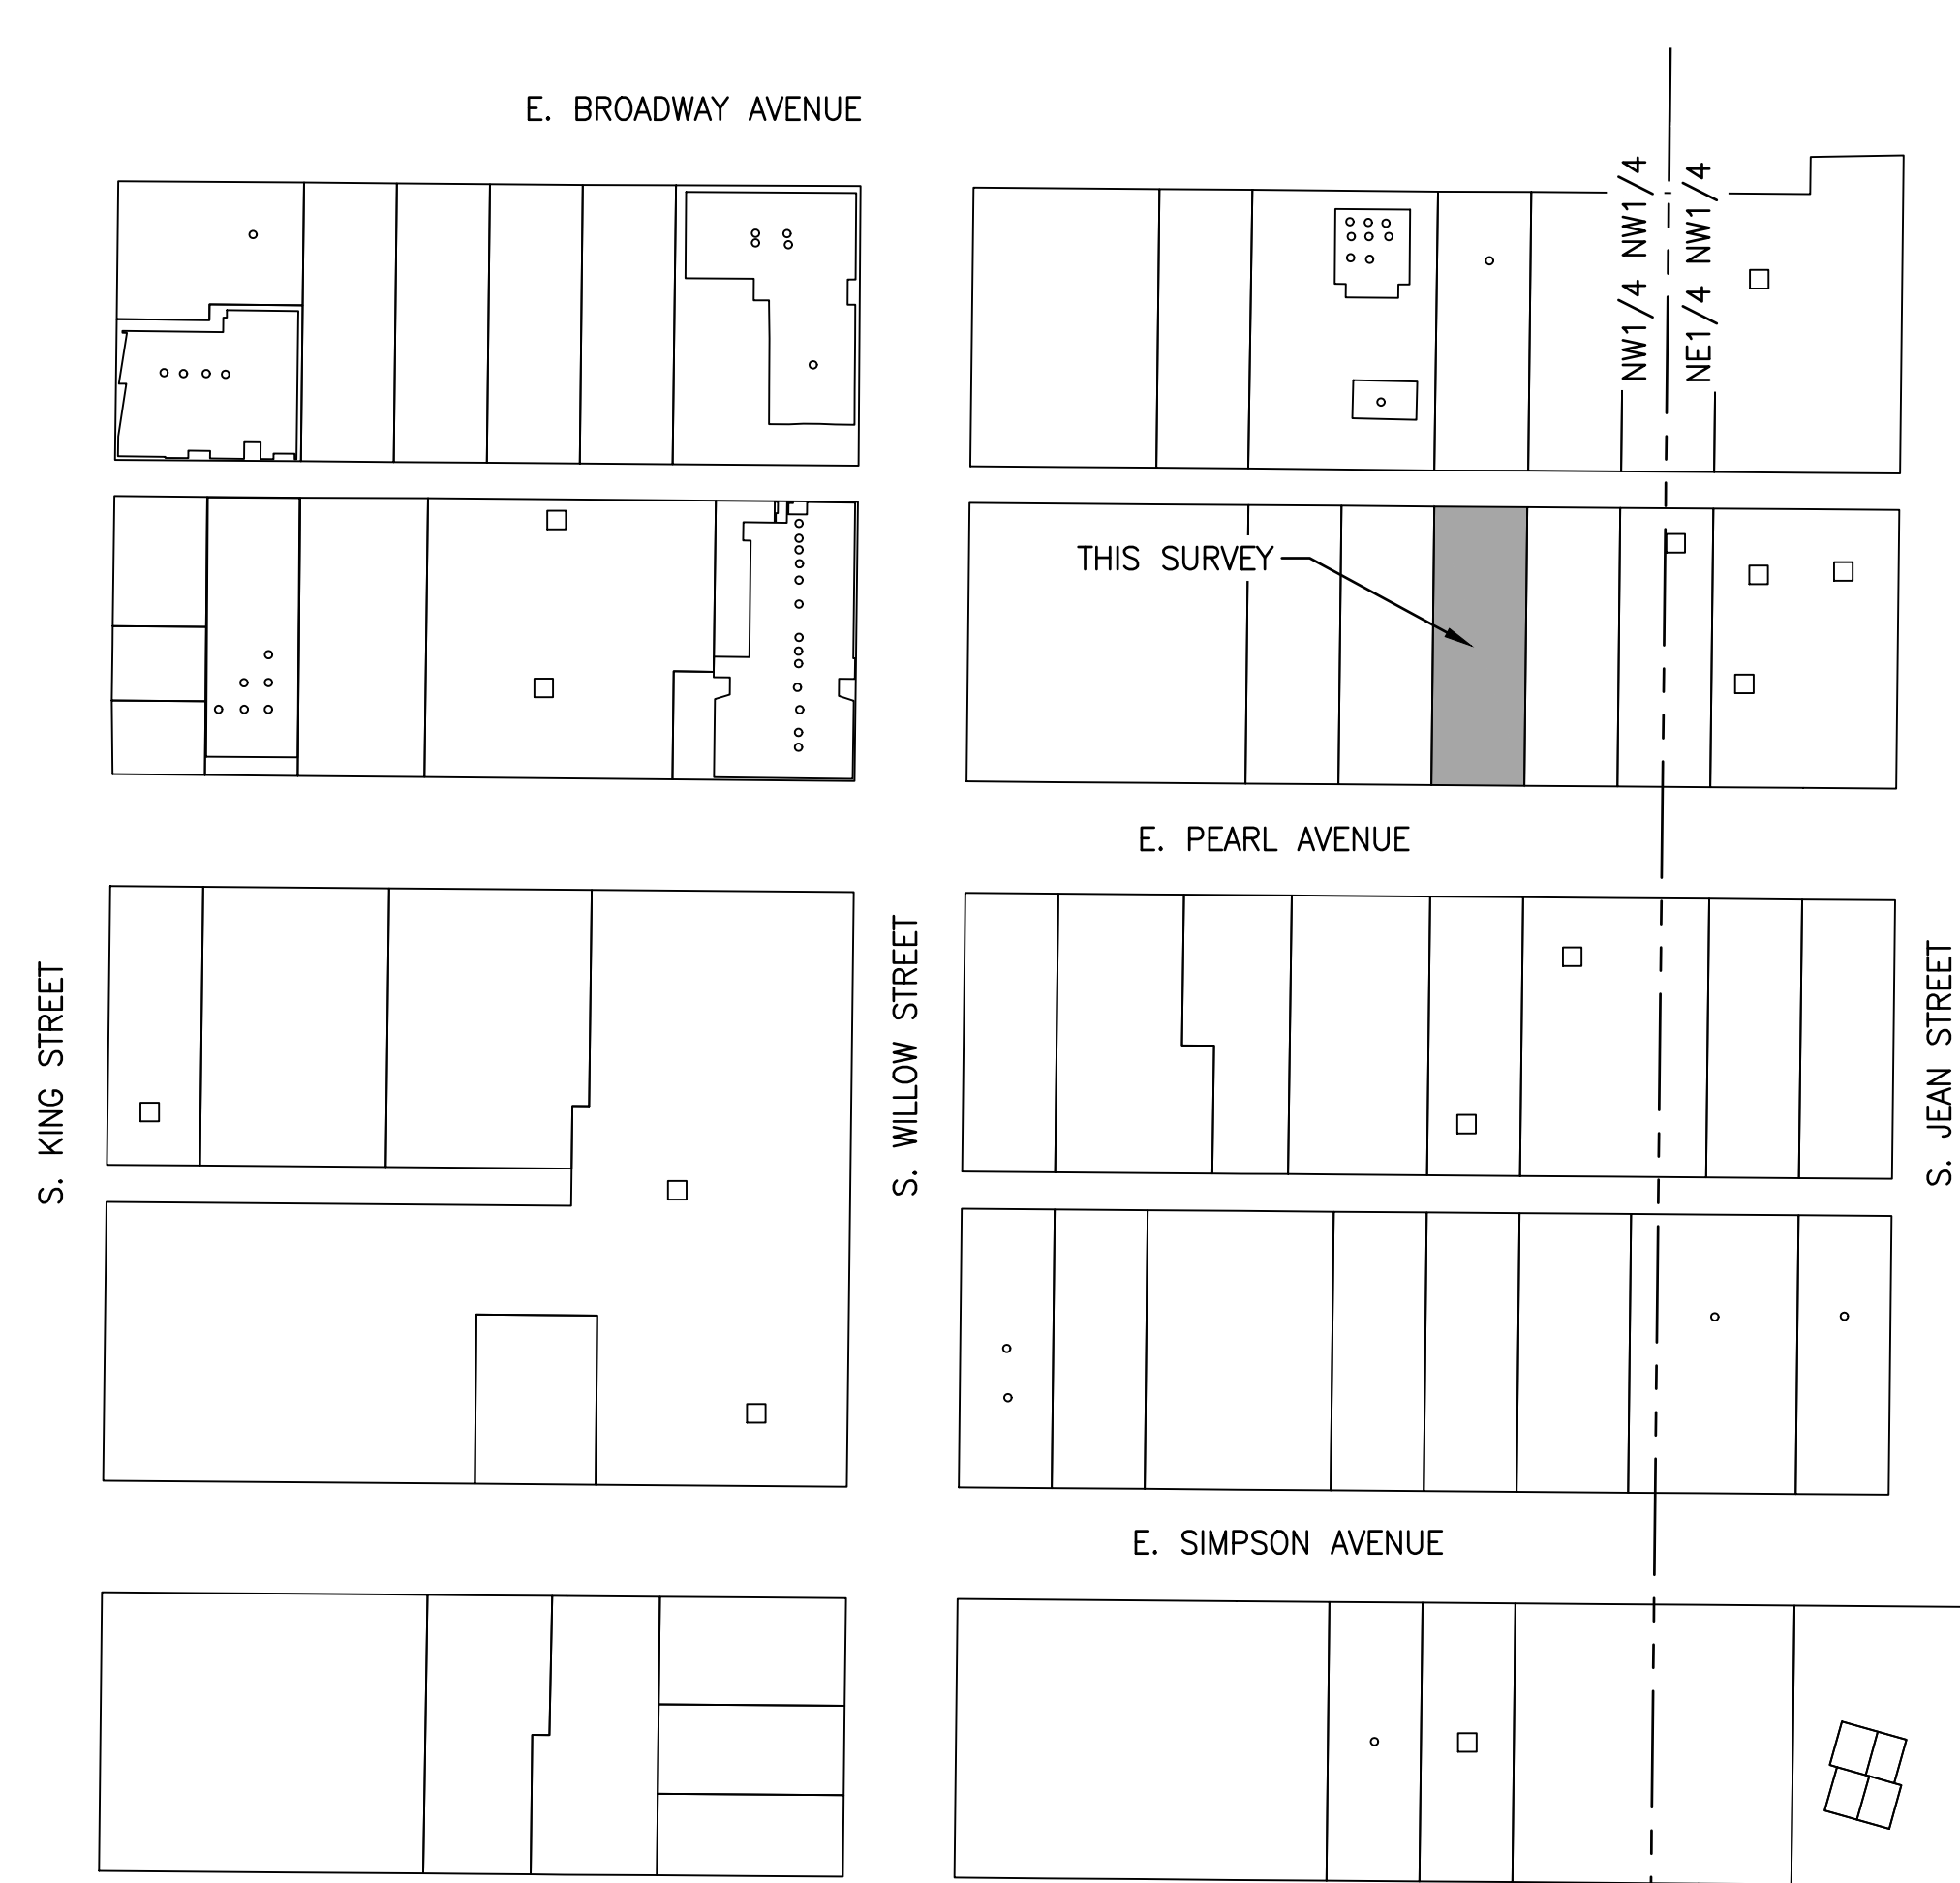 E. BROADWAY AVENUE
NW1/4 NW1/4
NE1/4 NW1/4
THIS SURVEY
E. PEARL AVENUE
S. KING STREET
S. WILLOW STREET
S. JEAN STREET
E. SIMPSON AVENUE